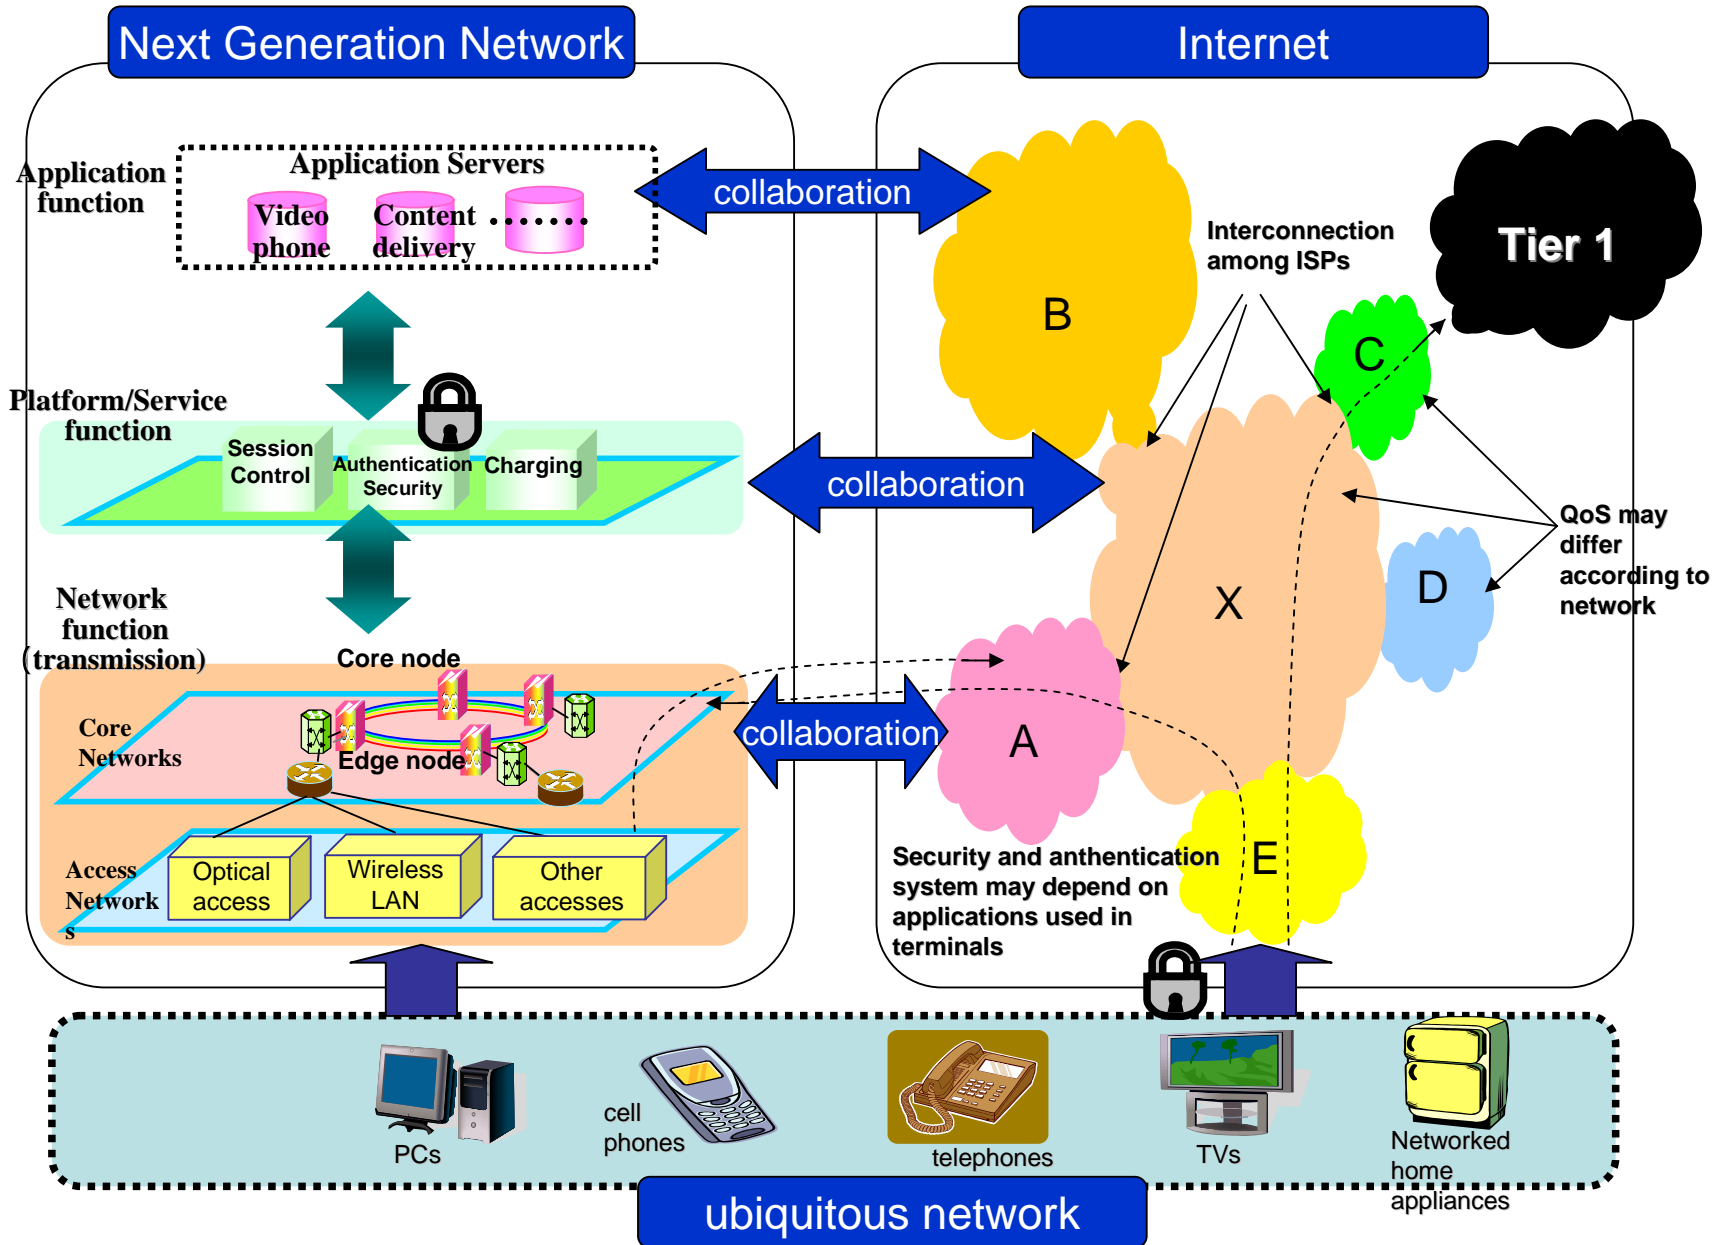 Next Generation Network
Internet
Application
function
Application Servers
Video
phone
Content
delivery
.......
collaboration
Interconnection
among ISPs
Tier 1
B
C
Platform/Service
function
Session
Control
Authentication
Security
Charging
collaboration
QoS may
differ
according to
network
X
D
Network
function
(transmission)
Core node
Core
Networks
Edge node
collaboration
A
E
Access
Network
s
Optical
access
Wireless
LAN
Other
accesses
Security and anthentication
system may depend on
applications used in
terminals
PCs
cell
phones
telephones
TVs
Networked
home
appliances
ubiquitous network